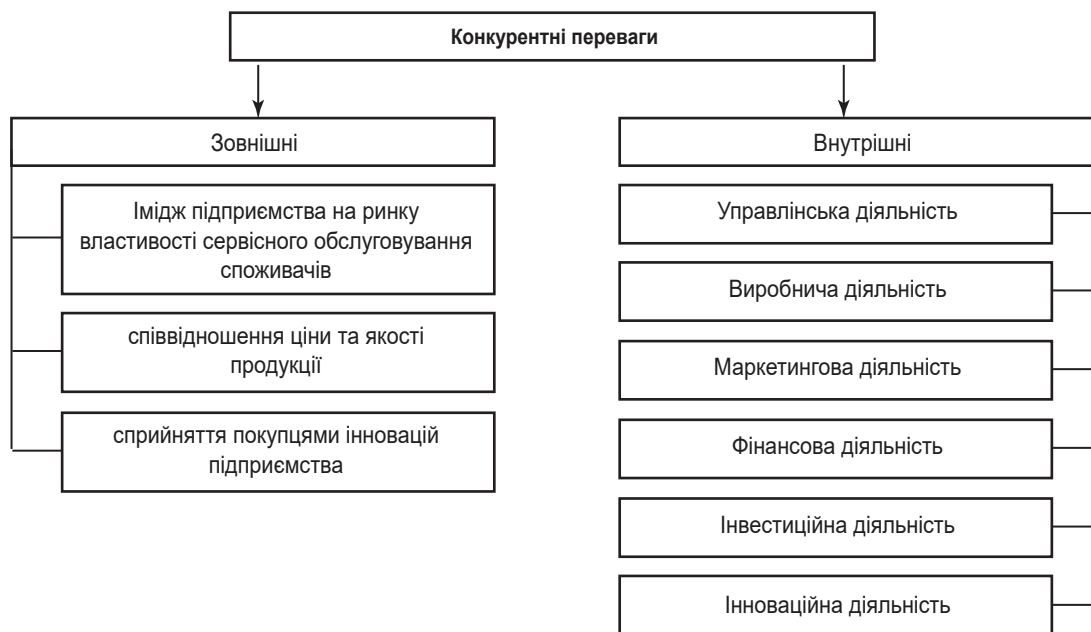 Конкурентні переваги
Зовнішні
Імідж підприємства на ринку
властивості сервісного обслуговування
споживачів
співвідношення ціни та якості
продукції
сприйняття покупцями інновацій
підприємства
Внутрішні
Управлінська діяльність
Виробнича діяльність
Маркетингова діяльність
Фінансова діяльність
Інвестиційна діяльність
Інноваційна діяльність